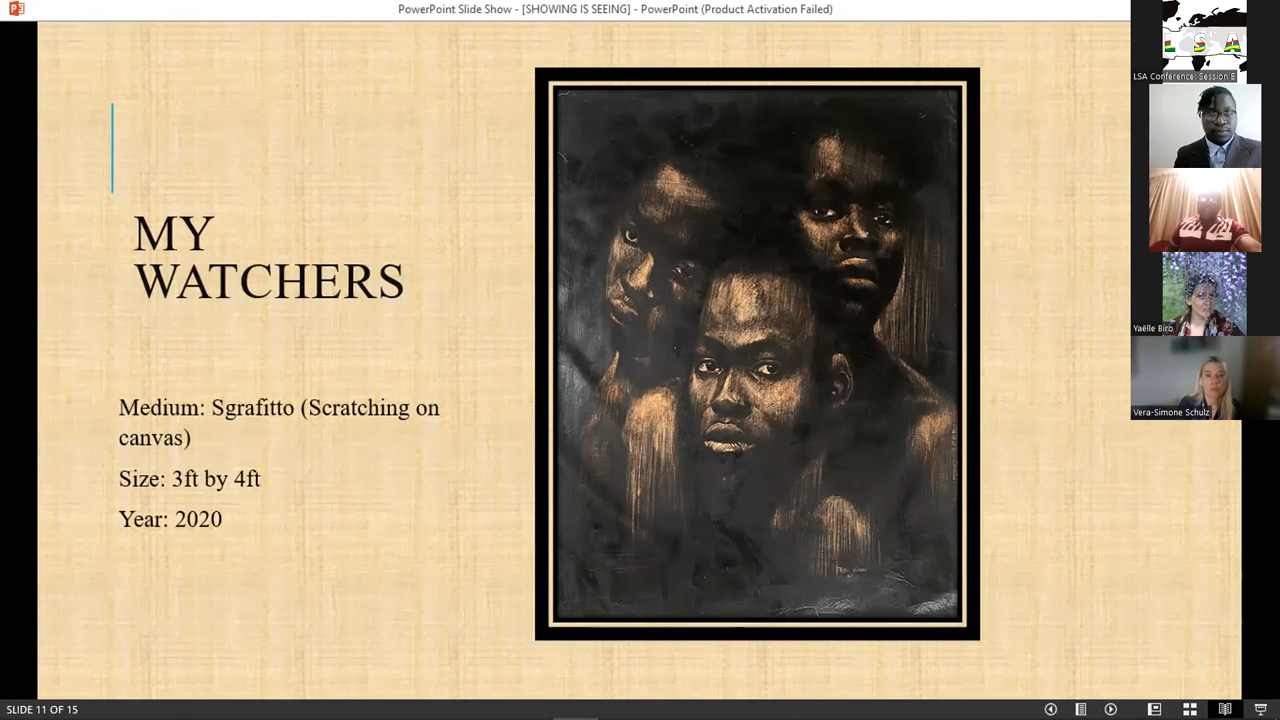 PowerPoint Slide Show - [SHOWING IS SEEING] - PowerPoint (Product Activation Failed)
LSA
LSA Conference: Session E
MY
WATCHERS
Medium: Sgrafitto (Scratching on
canvas)
Size: 3ft by 4ft
Year: 2020
Yaëlle Biro
Vera-Simone Schulz
SLIDE 11 OF 15